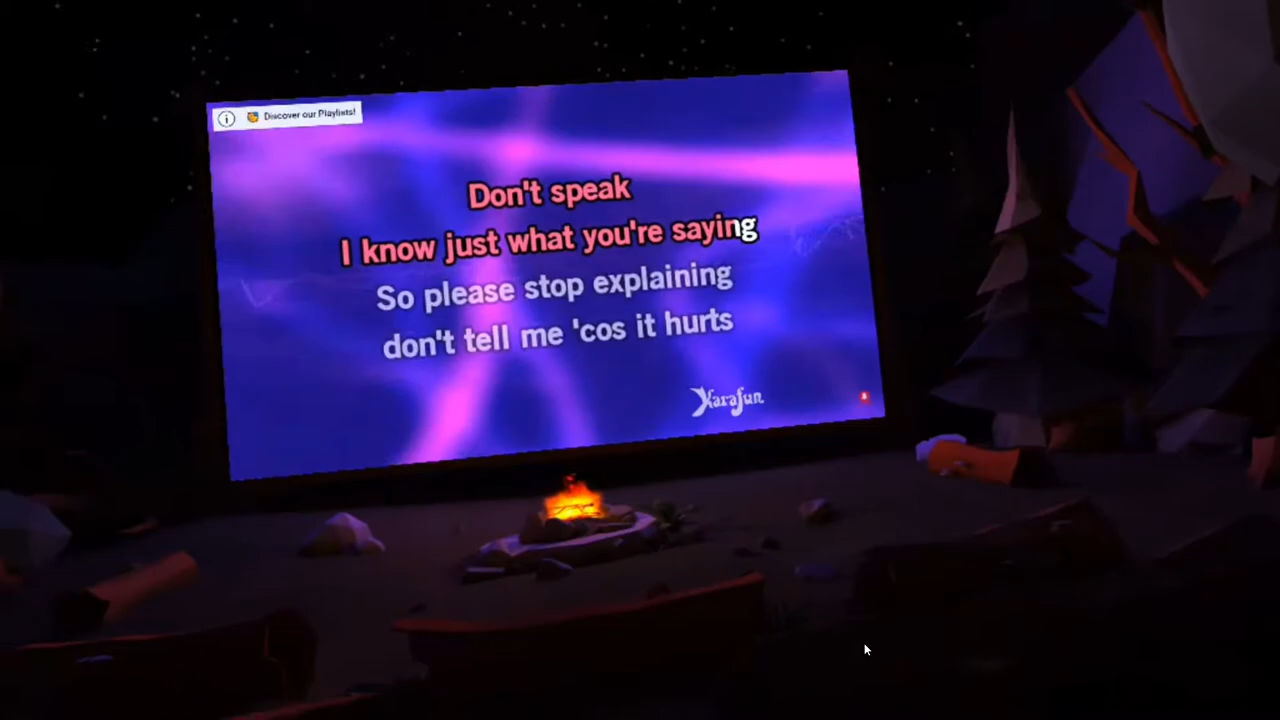 Discover our Playlists!
Don't speak
I know just what you're saying
So please stop explaining
don't tell me 'cos it hurts
Karafun